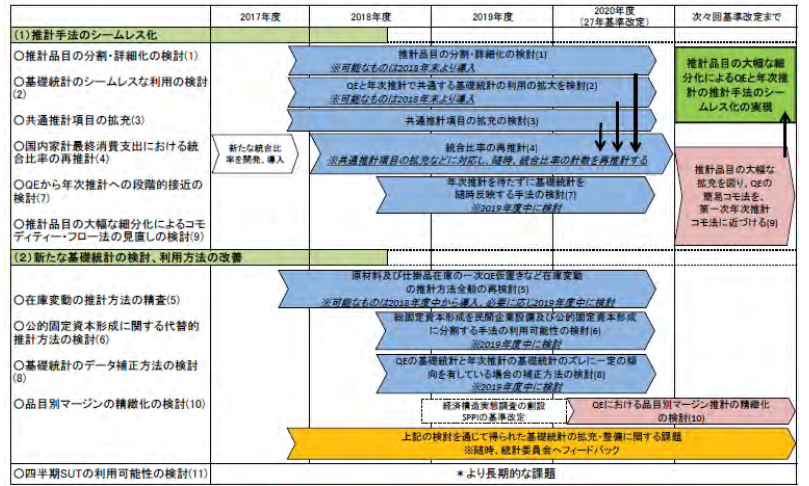 2017年度
2018年度
2019年度
2020年度
(27年基準改定)
次々回基準改定まで
(1)推計手法のシームレス化
○推計品目の分割・詳細化の検討(1)
○基礎統計のシームレスな利用の検討
(2)
○共通推計項目の拡充(3)
○国内家計最終消費支出における統
合比率の再推計(4)
○QEから年次推計への段階的接近の
検討(7)
○推計品目の大幅な細分化によるコモ
ディティー・フロー法の見直しの検討(9)
推計品目の分割・詳細化の検討(1)
※可能なものは2018年末より導入
QEと年次推計で共通する基礎統計の利用の拡大を検討(2)
※可能なものは2018年末より導入
共通推計項目の拡充の検討(3)
新たな統合比
率を開発、導入
統合比率の再推計(4)
※共通推計項目の拡充などに対応し、随時、統合比率の計数を再推計する
年次推計を待たずに基礎統計を
随時反映する手法の検討(7)
※2019年度中に検討
推計品目の大幅な細
分化によるQEと年次推
計の推計手法のシー
ムレス化の実現
推計品目の大幅な
拡充を図り、QEの
簡易コモ法を、
第一次年次推計
コモ法に近づける(9)
(2)新たな基礎統計の検討、利用方法の改善
○在庫変動の推計方法の精査(5)
○公的固定資本形成に関する代替的
推計方法の検討(6)
○基礎統計のデータ補正方法の検討
(8)
○品目別マージンの精緻化の検討(10)
原材料及び仕掛品在庫の一次QE仮置きなど在庫変動
の推計方法全般の再検討(5)
※可能なものは2018年度中から導入、必要に応じ2019年度中に検討
総固定資本形成を民間企業設備及び公的固定資本形成
に分割する手法の利用可能性の検討(6)
※2019年度中に検討
QEの基礎統計と年次推計の基礎統計のズレに一定の傾
向を有している場合の補正方法の検討(8)
※2019年度中に検討
経済構造実態調査の創設
SPPIの基準改定
QEにおける品目別マージン推計の精緻化
の検討(10)
上記の検討を通じて得られた基礎統計の拡充・整備に関する課題
※随時、統計委員会へフィードバック
○四半期SUTの利用可能性の検討(11)
＊より長期的な課題